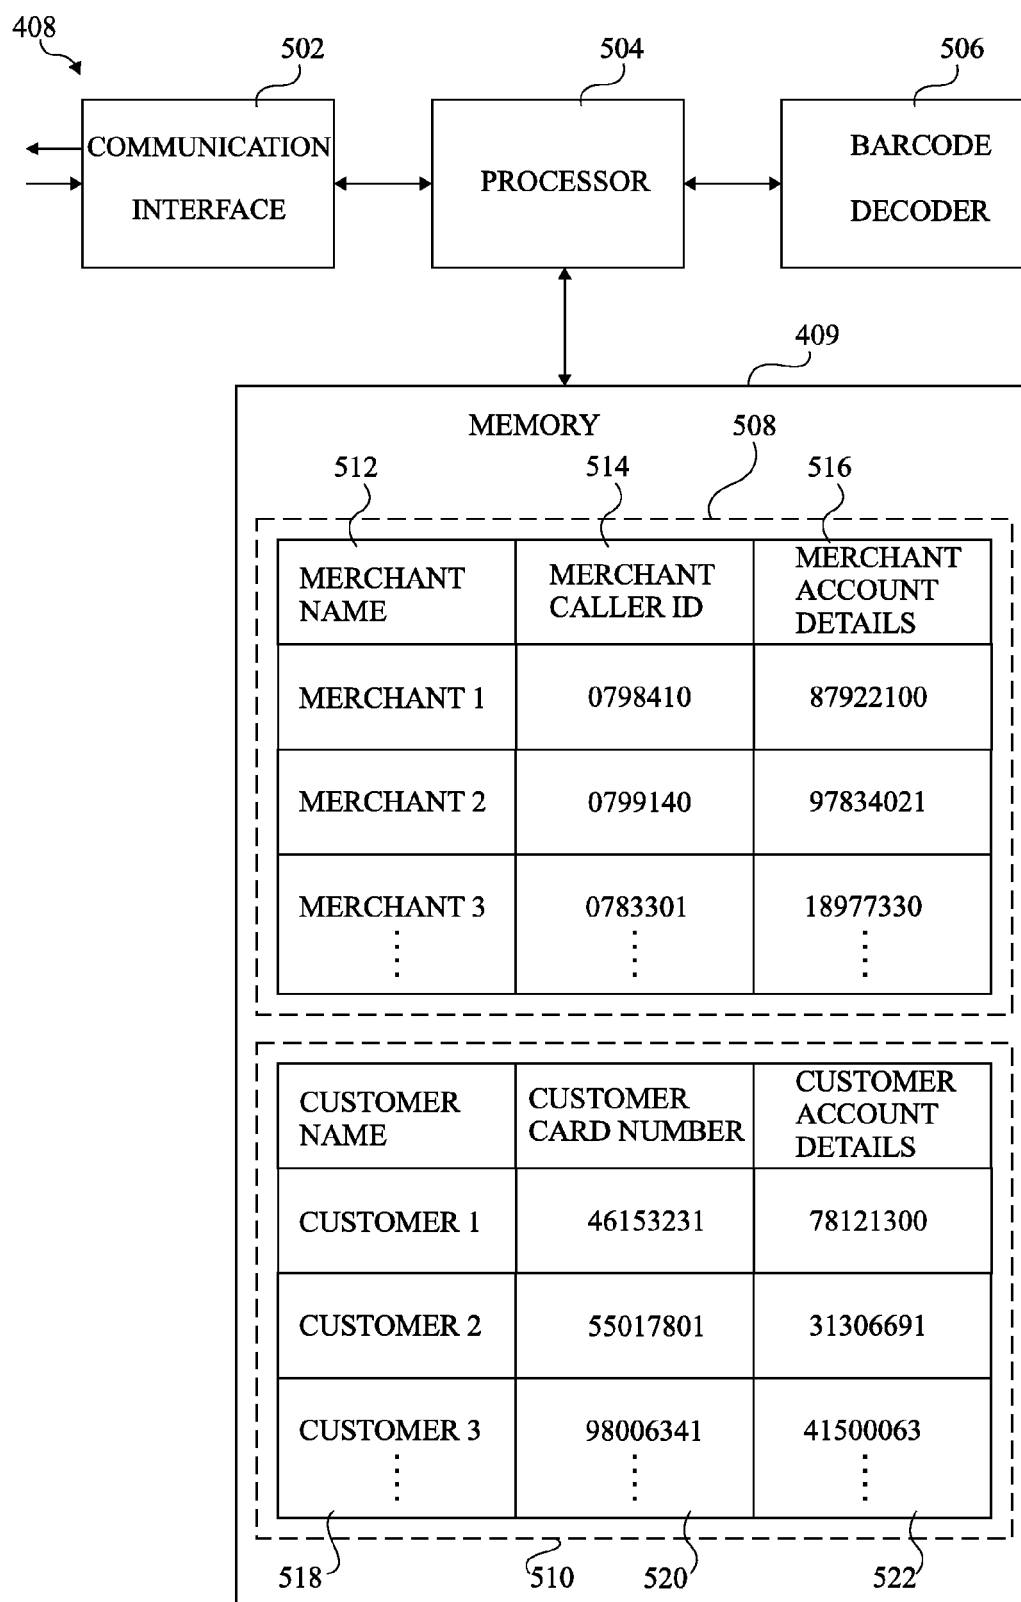 408
502
504
506
COMMUNICATION
INTERFACE
PROCESSOR
BARCODE
DECODER
409
MEMORY
508
512
514
516
MERCHANT
NAME
MERCHANT
CALLER ID
MERCHANT
ACCOUNT
DETAILS
MERCHANT 1
0798410
87922100
MERCHANT 2
0799140
97834021
MERCHANT 3
0783301
18977330
CUSTOMER
NAME
CUSTOMER
CARD NUMBER
CUSTOMER
ACCOUNT
DETAILS
CUSTOMER 1
46153231
78121300
CUSTOMER 2
55017801
31306691
CUSTOMER 3
98006341
41500063
518
510
520
522